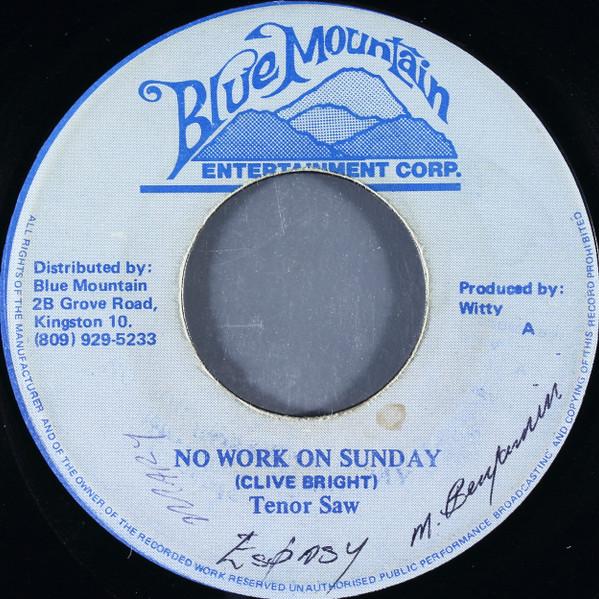 Blue Mountain
ENTERTAINMENT CORP.
Distributed by:
Blue Mountain
2B Grove Road,
Kingston 10.
(809) 929-5233
Produced by:
Witty
A
NO WORK ON SUNDAY
(CLIVE BRIGHT)
Tenor Saw
M. Benjamin
ALL RIGHTS OF THE MANUFACTURER AND OF THE OWNER OF THE RECORDED WORK RESERVED UNAUTHORISED PUBLIC PERFORMANCE BROADCASTING AND COPYING OF THIS RECORD PROHIBITED